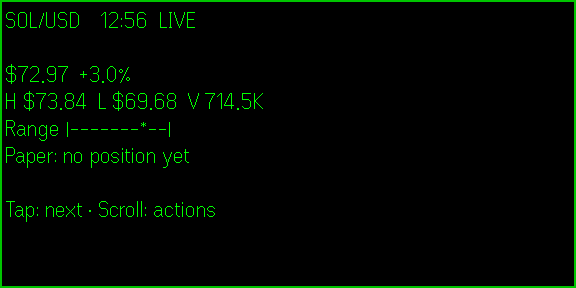 SOL/USD 12:56 LIVE
$72.97 +3.0%
H $73.84 L $69.68 V 714.5K
Range |-------*--|
Paper: no position yet
Tap: next · Scroll: actions